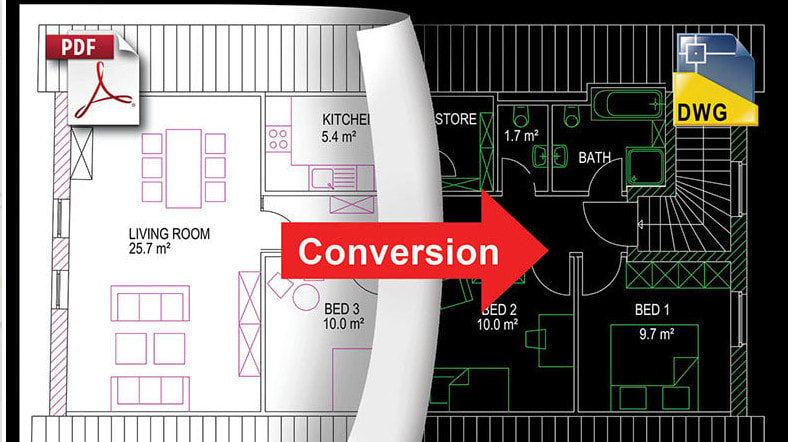 PDF
DWG
KITCHE
5.4 m²
STORE
1.7 m²
BATH
LIVING ROOM
25.7 m²
Conversion
BED 3
10.0 m²
BED 2
10.0 m²
BED 1
9.7 m²